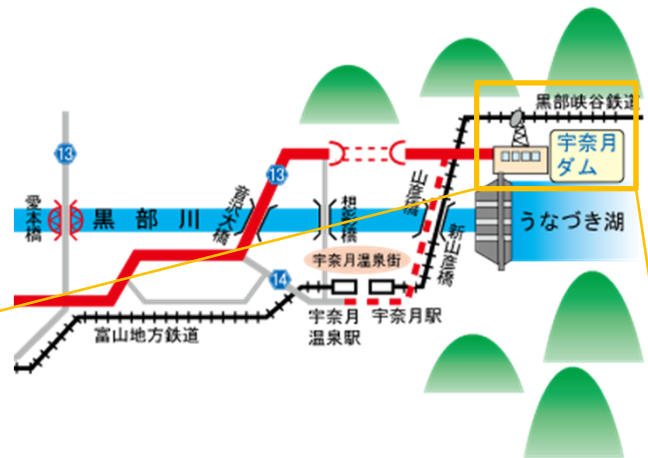 黒部峡谷鉄道
宇奈月
ダム
13
13
愛本橋
黒部川
音沢大橋
想影橋
山彦橋
新山彦橋
うなづき湖
宇奈月温泉街
14
宇奈月
温泉駅
宇奈月駅
富山地方鉄道